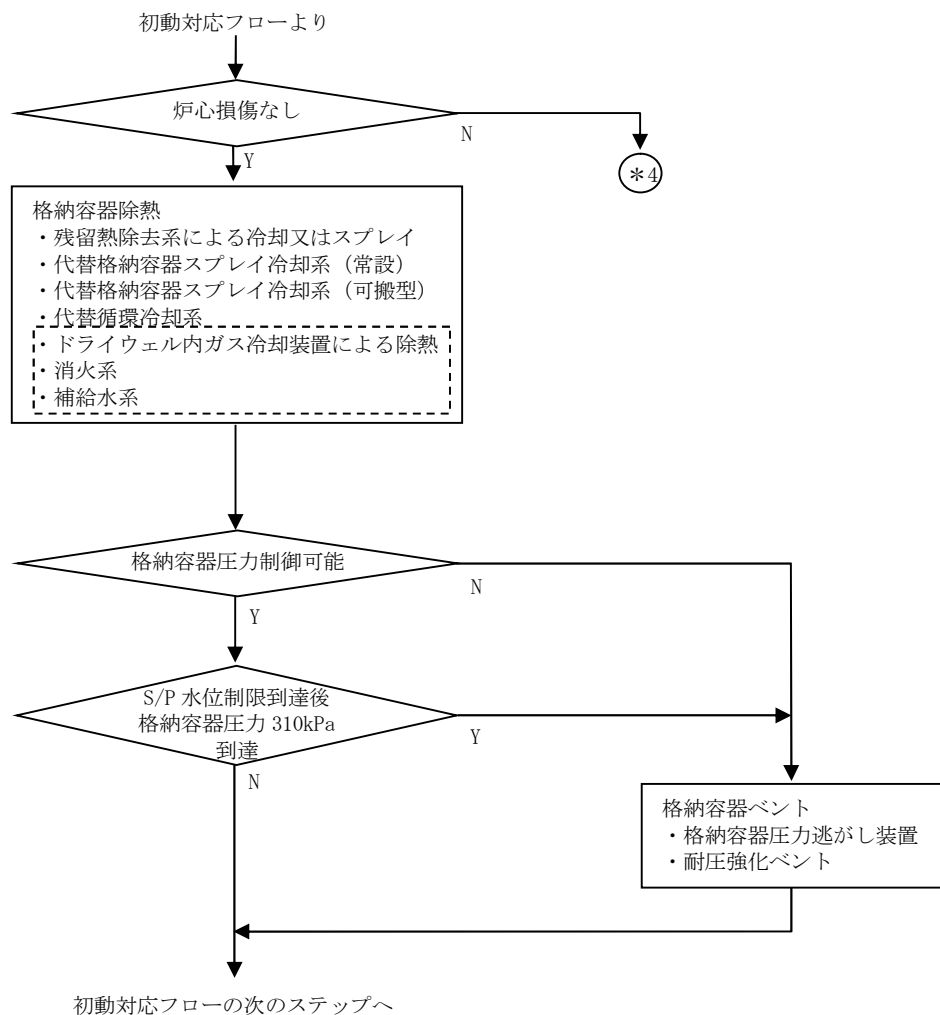 初動対応フローより
炉心損傷なし
N
Y
＊4
格納容器除熱
・残留熱除去系による冷却又はスプレイ
・代替格納容器スプレイ冷却系（常設）
・代替格納容器スプレイ冷却系（可搬型）
・代替循環冷却系
・ドライウェル内ガス冷却装置による除熱
・消火系
・補給水系
格納容器圧力制御可能
N
Y
S/P 水位制限到達後
格納容器圧力 310kPa
到達
Y
N
格納容器ベント
・格納容器圧力逃がし装置
・耐圧強化ベント
初動対応フローの次のステップへ